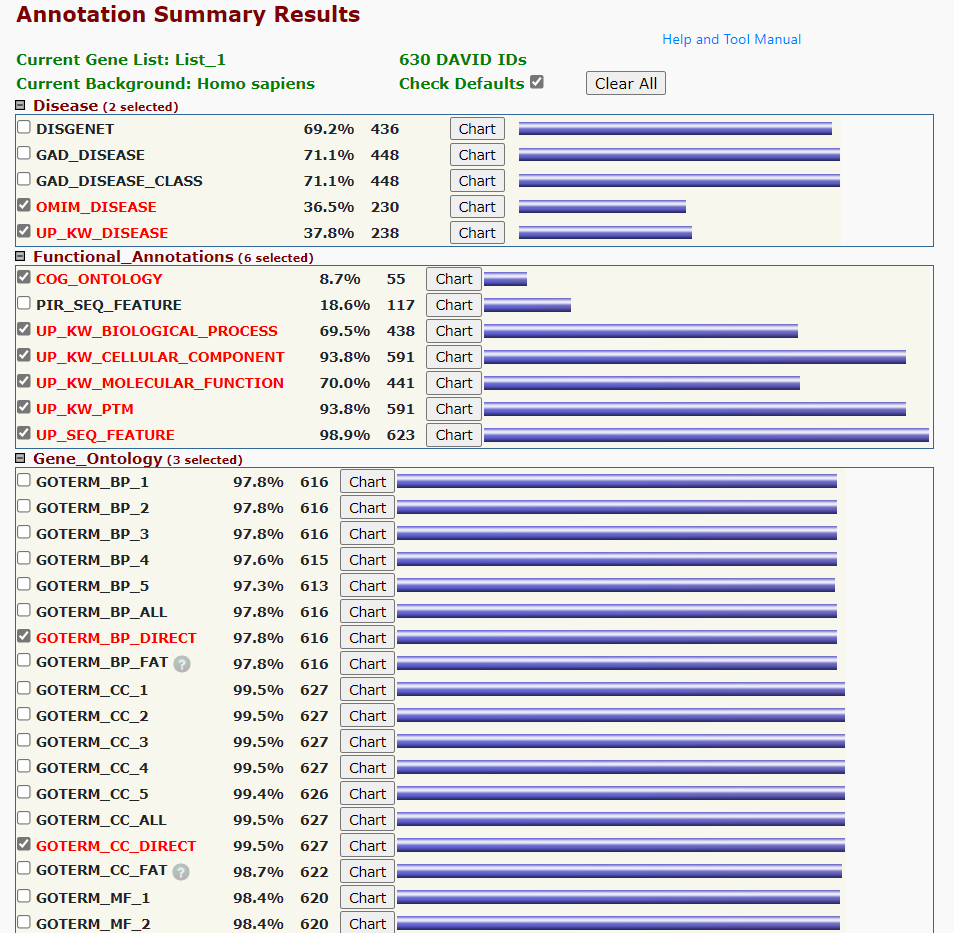 Annotation Summary Results
Help and Tool Manual
Current Gene List: List_1 630 DAVID IDs
Current Background: Homo sapiens Check Defaults Clear All
Disease (2 selected)
DISGENET 69.2% 436 Chart
GAD_DISEASE 71.1% 448 Chart
GAD_DISEASE_CLASS 71.1% 448 Chart
OMIM_DISEASE 36.5% 230 Chart
UP_KW_DISEASE 37.8% 238 Chart
Functional_Annotations (6 selected)
COG_ONTOLOGY 8.7% 55 Chart
PIR_SEQ_FEATURE 18.6% 117 Chart
UP_KW_BIOLOGICAL_PROCESS 69.5% 438 Chart
UP_KW_CELLULAR_COMPONENT 93.8% 591 Chart
UP_KW_MOLECULAR_FUNCTION 70.0% 441 Chart
UP_KW_PTM 93.8% 591 Chart
UP_SEQ_FEATURE 98.9% 623 Chart
Gene_Ontology (3 selected)
GOTERM_BP_1 97.8% 616 Chart
GOTERM_BP_2 97.8% 616 Chart
GOTERM_BP_3 97.8% 616 Chart
GOTERM_BP_4 97.6% 615 Chart
GOTERM_BP_5 97.3% 613 Chart
GOTERM_BP_ALL 97.8% 616 Chart
GOTERM_BP_DIRECT 97.8% 616 Chart
GOTERM_BP_FAT ? 97.8% 616 Chart
GOTERM_CC_1 99.5% 627 Chart
GOTERM_CC_2 99.5% 627 Chart
GOTERM_CC_3 99.5% 627 Chart
GOTERM_CC_4 99.5% 627 Chart
GOTERM_CC_5 99.4% 626 Chart
GOTERM_CC_ALL 99.5% 627 Chart
GOTERM_CC_DIRECT 99.5% 627 Chart
GOTERM_CC_FAT ? 98.7% 622 Chart
GOTERM_MF_1 98.4% 620 Chart
GOTERM_MF_2 98.4% 620 Chart